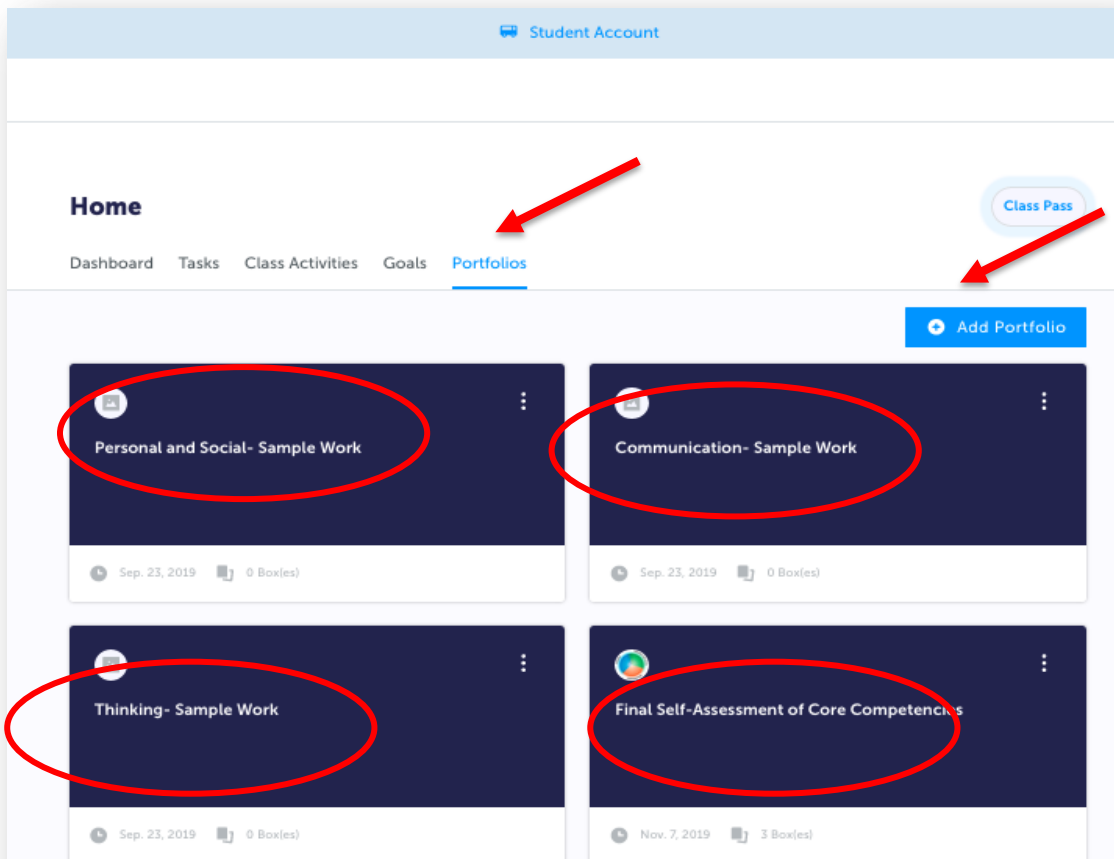 Student Account
Home
Class Pass
Dashboard Tasks Class Activities Goals Portfolios
Add Portfolio
Personal and Social- Sample Work
Communication- Sample Work
Sep. 23, 2019 0 Box(es)
Sep. 23, 2019 0 Box(es)
Thinking- Sample Work
Final Self-Assessment of Core Competencies
Sep. 23, 2019 0 Box(es)
Nov. 7, 2019 3 Box(es)